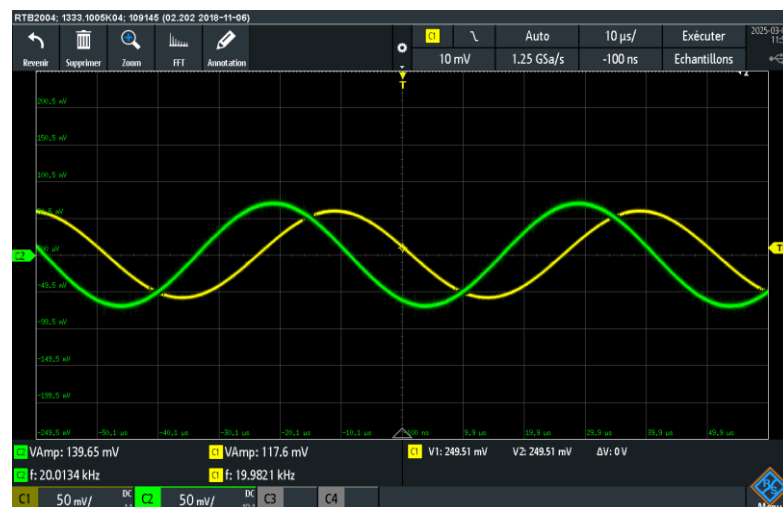 RTB2004; 1333.1005K04; 109145 (02.202 2018-11-06)
C1 Auto 10 µs/ Exécuter
Revenir Supprimer Zoom FFT Annotation
10 mV 1.25 GSa/s -100 ns Echantillons
T
200,5 mV
150,5 mV
100,5 mV
C2
T
-49,5 mV
-99,5 mV
-149,5 mV
-199,5 mV
-249,5 mV -50,1 µs -40,1 µs -30,1 µs -20,1 µs -10,1 µs 9,9 µs 19,9 µs 29,9 µs 39,9 µs 49,9 µs
C2 VAmp: 139.65 mV C1 VAmp: 117.6 mV C1 V1: 249.51 mV V2: 249.51 mV ΔV: 0 V
C2 f: 20.0134 kHz C1 f: 19.9821 kHz
C1 50 mV/ DC C2 50 mV/ DC C3 C4